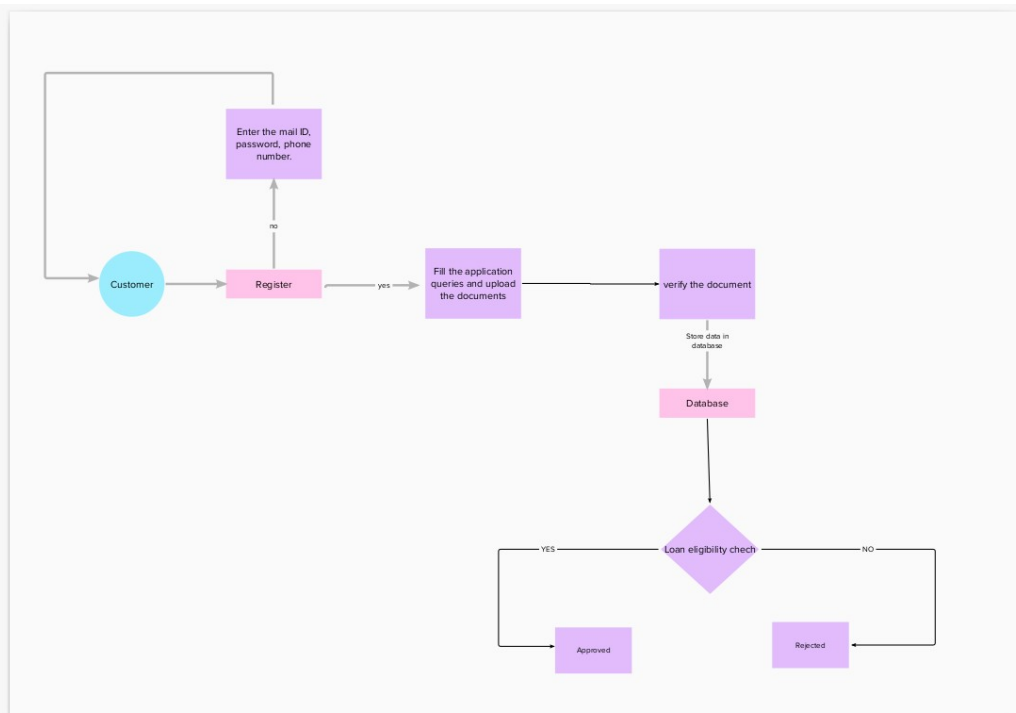 Enter the mail ID,
password, phone
number.
no
Customer
Register
yes
Fill the application
queries and upload
the documents
verify the document
Store data in
database
Database
Loan eligibility chech
YES
NO
Approved
Rejected